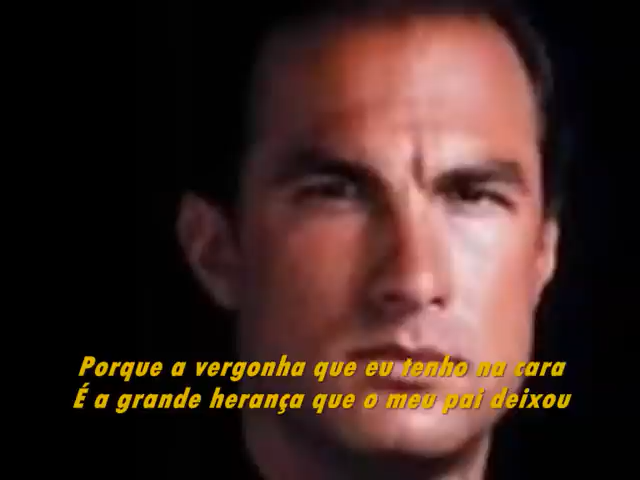 Porque a vergonha que eu tenho na cara
É a grande herança que o meu pai deixou